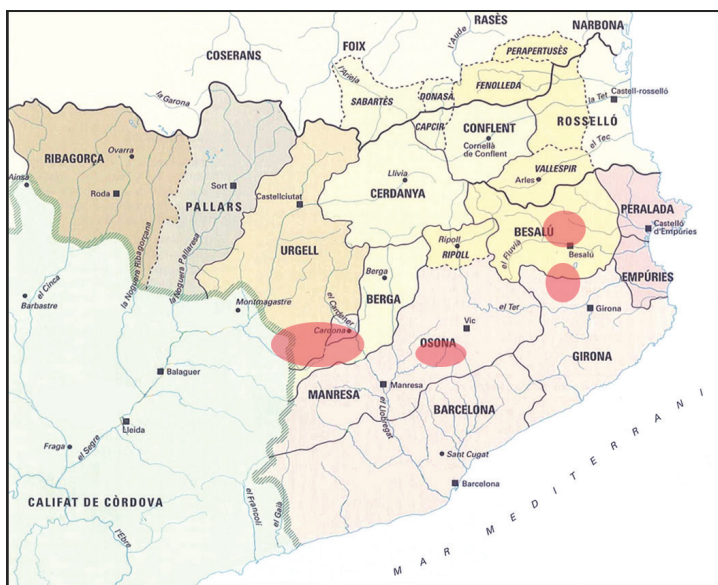 RASÈS
NARBONA
FOIX
COSERANS
l'Aude
PERAPERTUSÈS
l'Arieja
la Garona
SABARTÈS
DONASÀ
FENOLLEDA
la Tet
Castell-rosselló
CAPCIR
CONFLENT
ROSSELLÓ
Cornellà
de Conflent
el Tec
RIBAGORÇA
Ovarra
Ainsa
Roda
Sort
PALLARS
Castellciutat
Llívia
CERDANYA
Arles
VALLESPIR
PERALADA
Castelló
d'Empúries
BESALÚ
Besalú
URGELL
Ripoll
RIPOLL
el Fluvià
EMPÚRIES
el Cinca
la Noguera Ribagorçana
la Noguera Pallaresa
Berga
BERGA
Barbastre
Montmagastre
el Cardener
Cardona
el Ter
Girona
Vic
OSONA
GIRONA
Balaguer
MANRESA
Manresa
el Llobregat
BARCELONA
Lleida
Fraga
el Segre
Sant Cugat
Barcelona
CALIFAT DE CÒRDOVA
el Francolí
el Gaià
l'Ebre
MAR MEDITERRANI